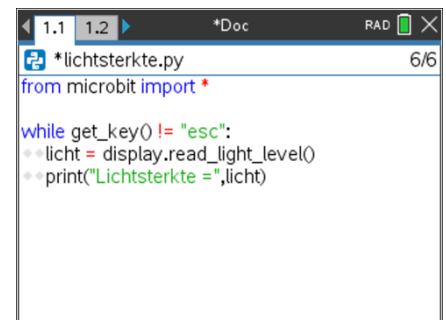 1.1 1.2 *Doc RAD
*lichtsterkte.py 6/6
from microbit import *
while get_key() != "esc":
licht = display.read_light_level()
print("Lichtsterkte =",licht)